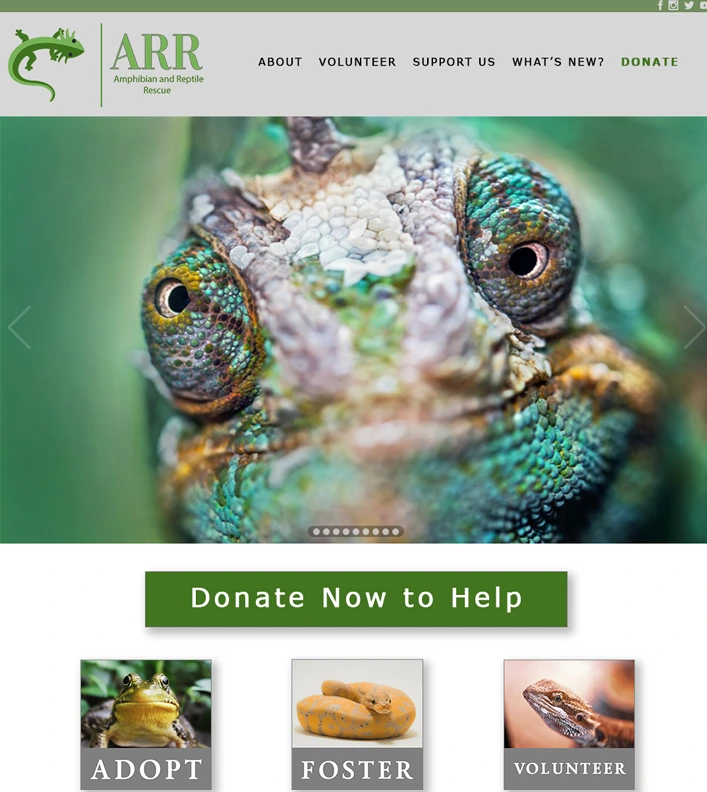 ARR
Amphibian and Reptile
Rescue
ABOUT VOLUNTEER SUPPORT US WHAT'S NEW? DONATE
Donate Now to Help
ADOPT FOSTER VOLUNTEER